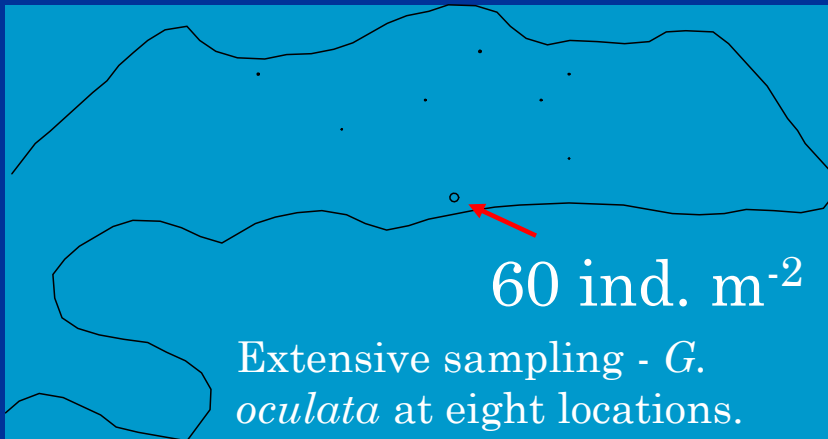 60 ind. m⁻²
Extensive sampling - G.
oculata at eight locations.